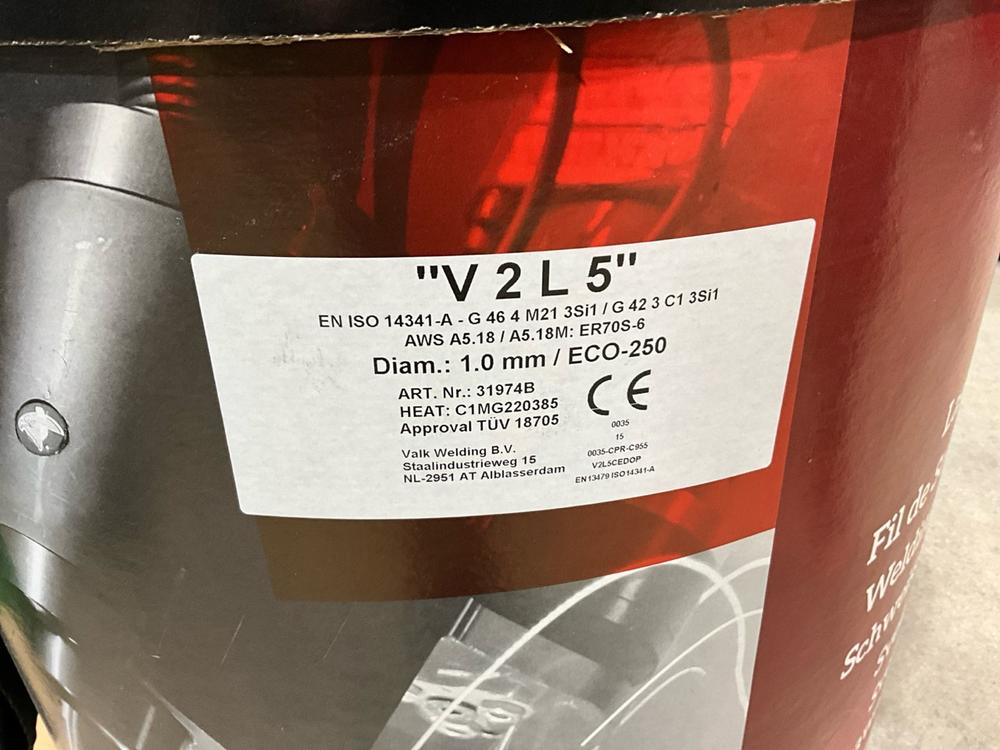 "V 2 L 5"
EN ISO 14341-A - G 46 4 M21 3Si1 / G 42 3 C1 3Si1
AWS A5.18 / A5.18M: ER70S-6
Diam.: 1.0 mm / ECO-250
ART. Nr.: 31974B
HEAT: C1MG220385
Approval TÜV 18705
CE
0035
15
0035-CPR-C955
V2L5CEDOP
EN13479 ISO14341-A
Valk Welding B.V.
Staalindustrieweg 15
NL-2951 AT Alblasserdam
Fil de